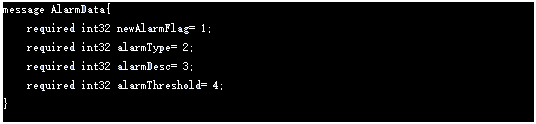 message AlarmData{
required int32 newAlarmFlag= 1;
required int32 alarmType= 2;
required int32 alarmDesc= 3;
required int32 alarmThreshold= 4;
}